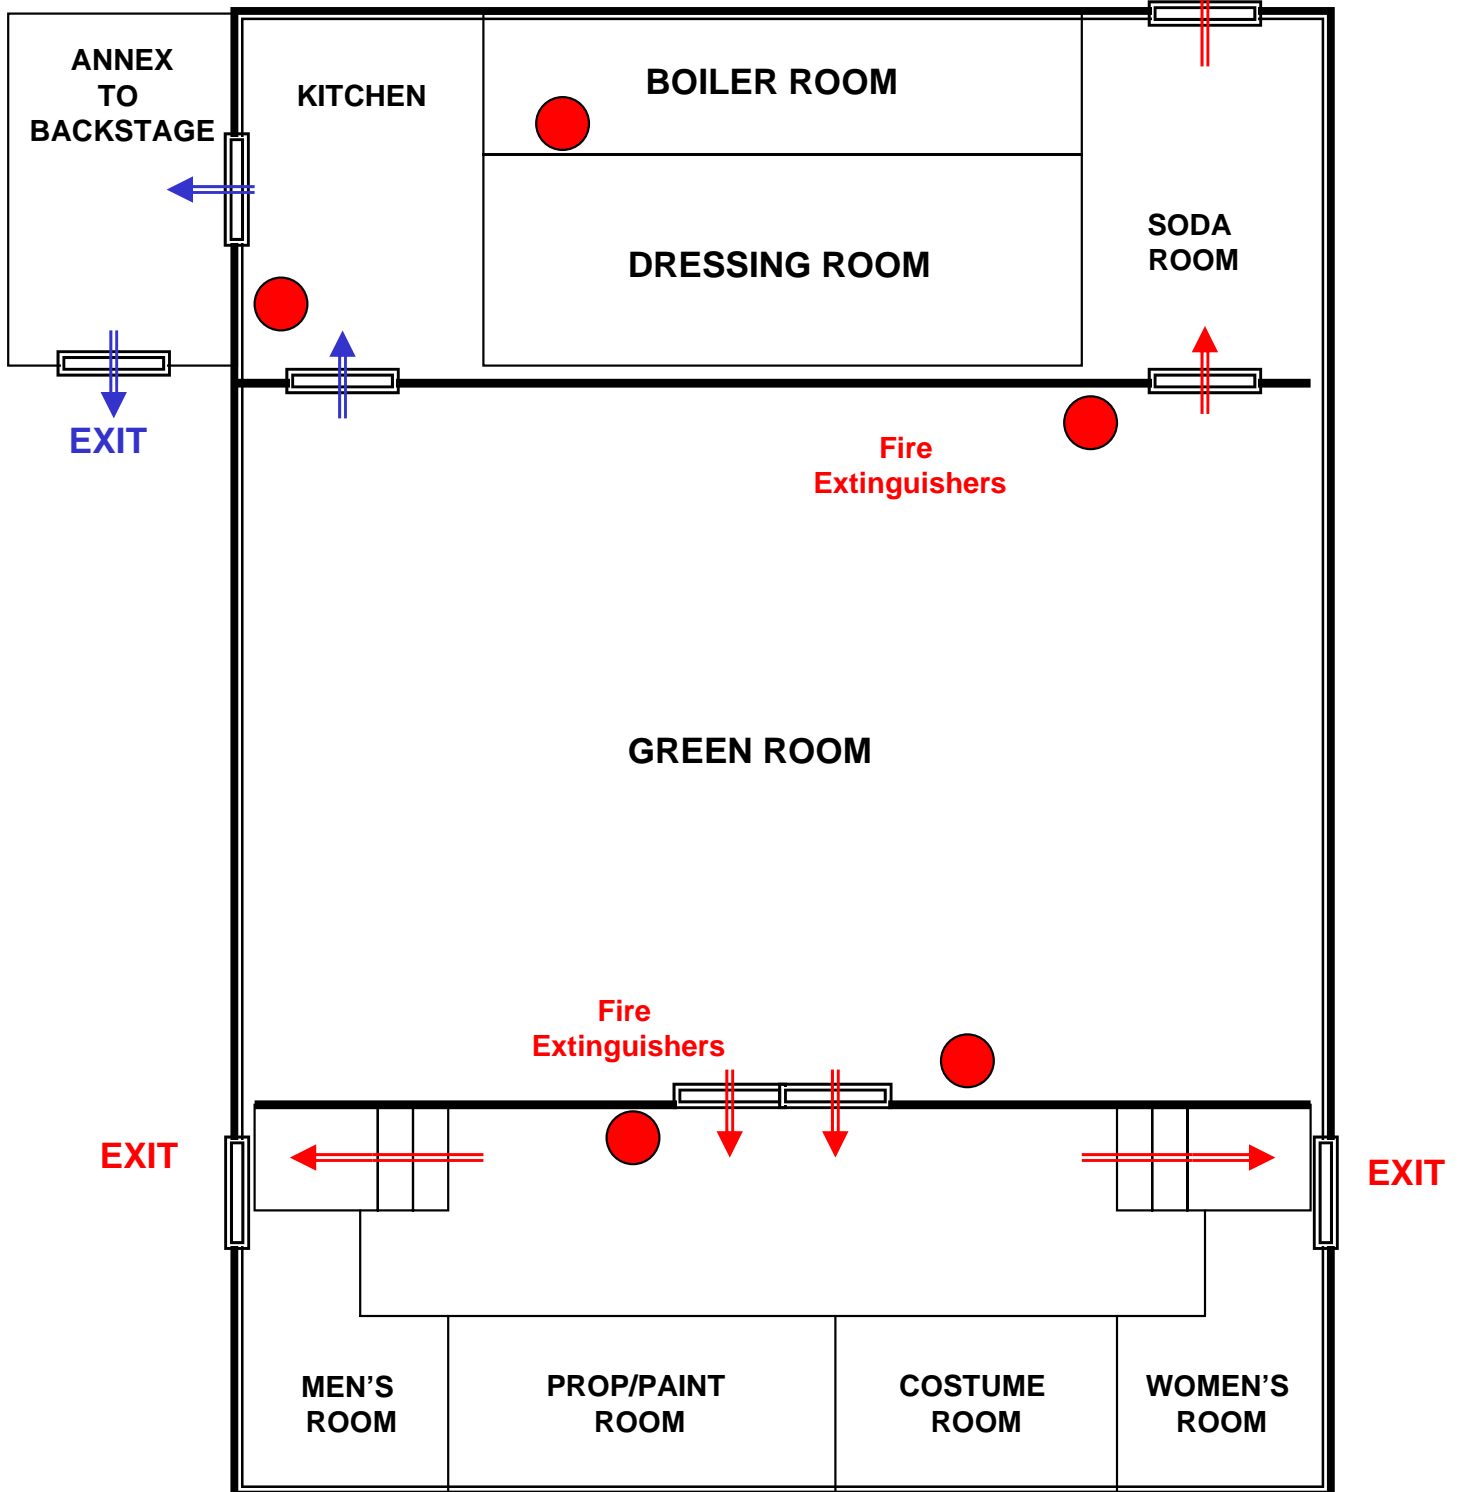 ANNEX
TO
BACKSTAGE
KITCHEN
BOILER ROOM
DRESSING ROOM
SODA
ROOM
EXIT
Fire
Extinguishers
GREEN ROOM
Fire
Extinguishers
EXIT
EXIT
MEN’S
ROOM
PROP/PAINT
ROOM
COSTUME
ROOM
WOMEN’S
ROOM